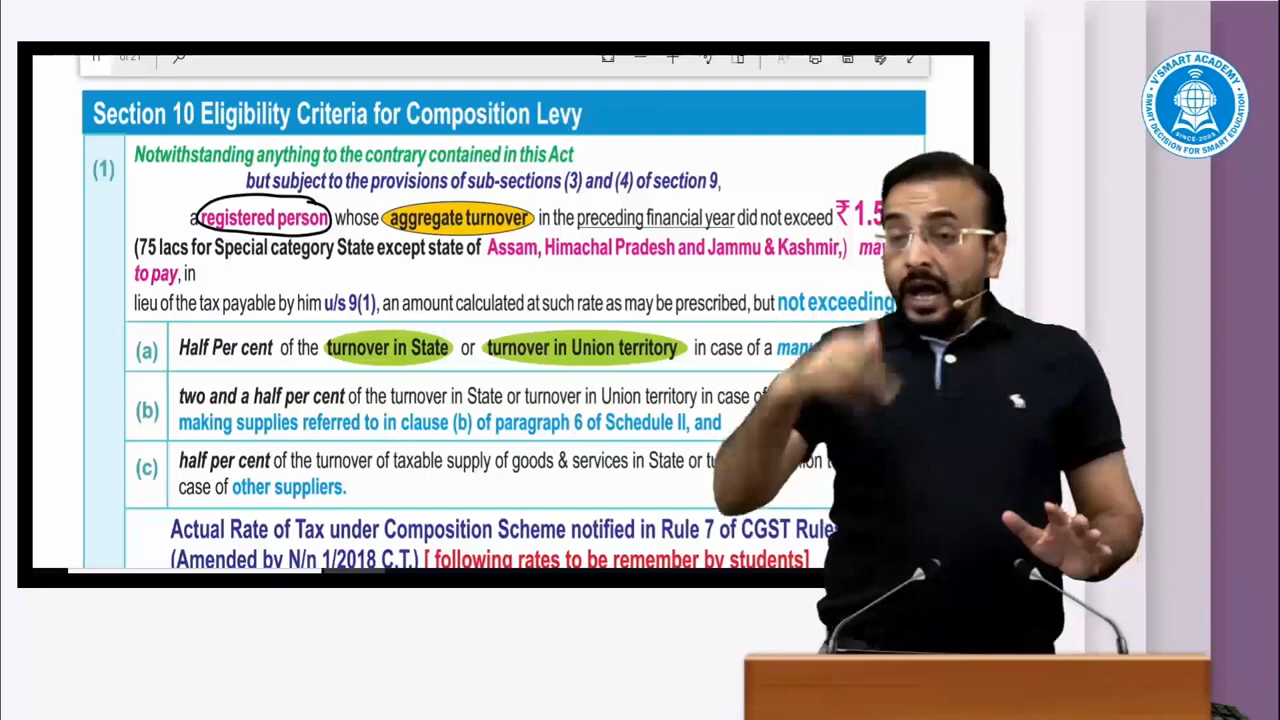 11 of 21
Section 10 Eligibility Criteria for Composition Levy
(1)
Notwithstanding anything to the contrary contained in this Act
but subject to the provisions of sub-sections (3) and (4) of section 9,
a registered person whose aggregate turnover in the preceding financial year did not exceed ₹ 1.5
(75 lacs for Special category State except state of Assam, Himachal Pradesh and Jammu & Kashmir,) may
to pay, in
lieu of the tax payable by him u/s 9(1), an amount calculated at such rate as may be prescribed, but not exceeding
(a) Half Per cent of the turnover in State or turnover in Union territory in case of a
(b) two and a half per cent of the turnover in State or turnover in Union territory in case of
making supplies referred to in clause (b) of paragraph 6 of Schedule II, and
(c) half per cent of the turnover of taxable supply of goods & services in State or
case of other suppliers.
Actual Rate of Tax under Composition Scheme notified in Rule 7 of CGST Rule
(Amended by N/n 1/2018 C.T.) [ following rates to be remember by students]
V'SMART ACADEMY
SINCE-2005
SMART DECISION FOR SMART EDUCATION